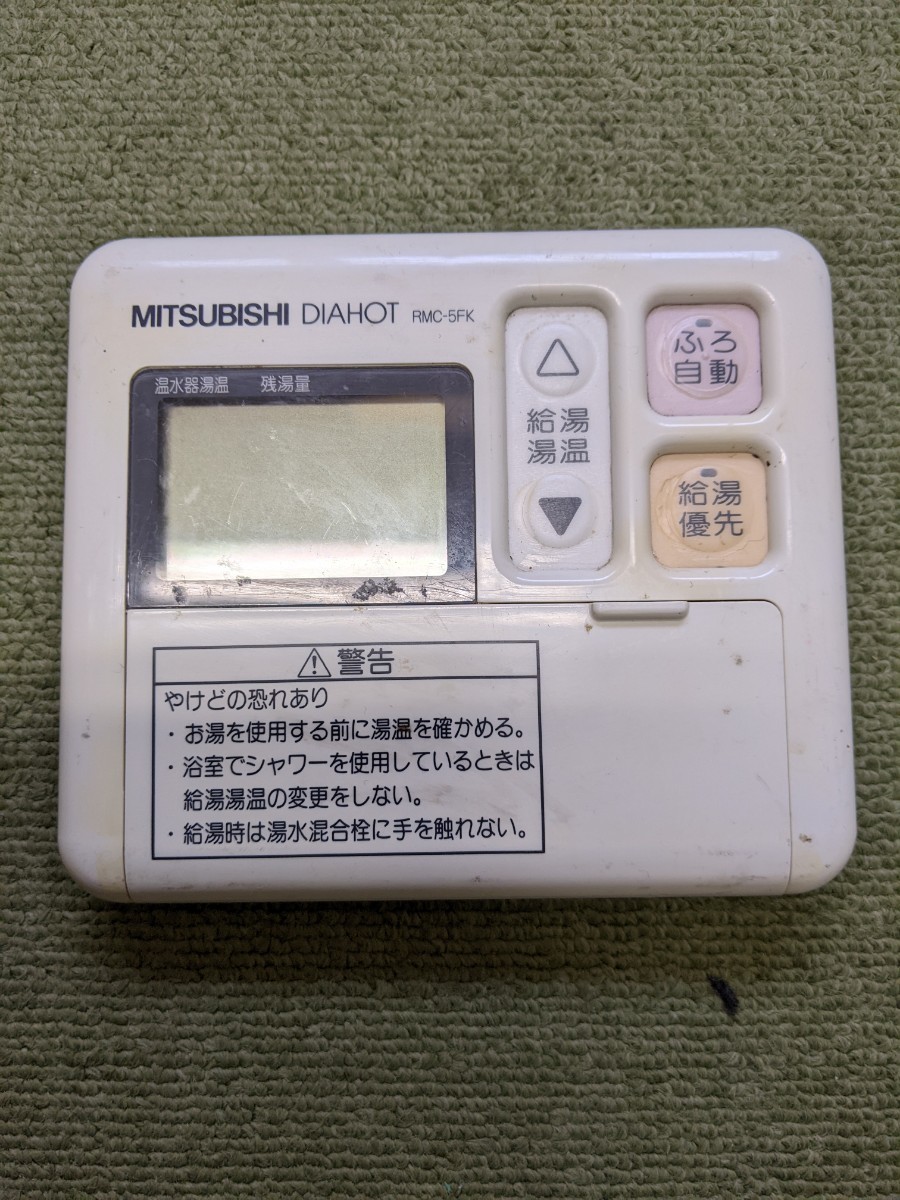 MITSUBISHI DIAHOT RMC-5FK
温水器湯温 残湯量
△
給湯
湯温
▼
ふろ
自動
給湯
優先
⚠警告
やけどの恐れあり
・お湯を使用する前に湯温を確かめる。
・浴室でシャワーを使用しているときは
給湯湯温の変更をしない。
・給湯時は湯水混合栓に手を触れない。